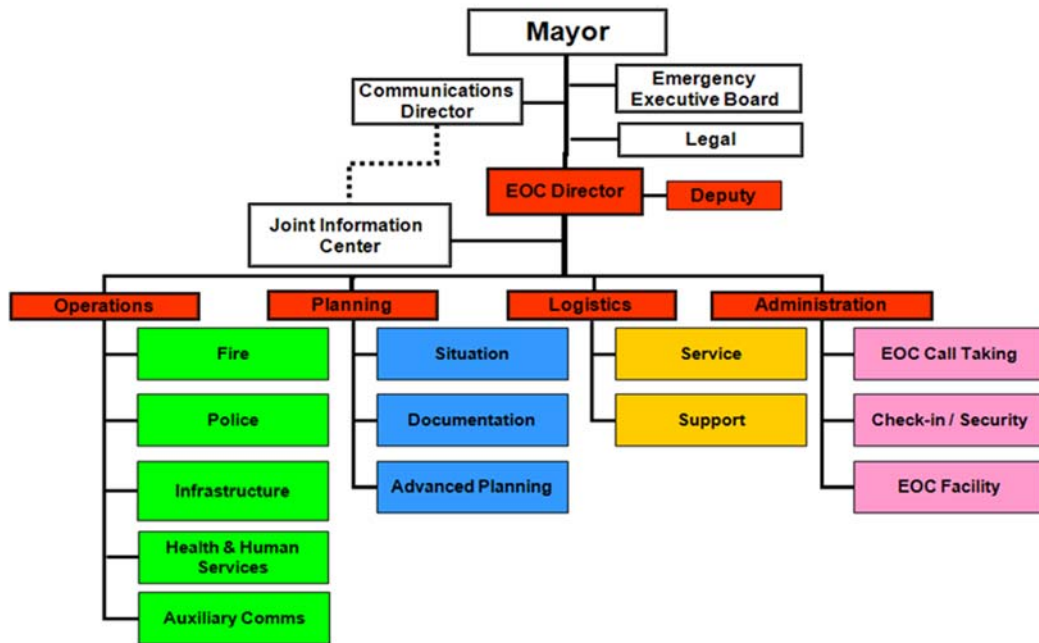 Mayor
Communications
Director
Emergency
Executive Board
Legal
EOC Director
Deputy
Joint Information
Center
Operations
Planning
Logistics
Administration
Fire
Situation
Service
EOC Call Taking
Police
Documentation
Support
Check-in / Security
Infrastructure
Advanced Planning
EOC Facility
Health & Human
Services
Auxiliary Comms